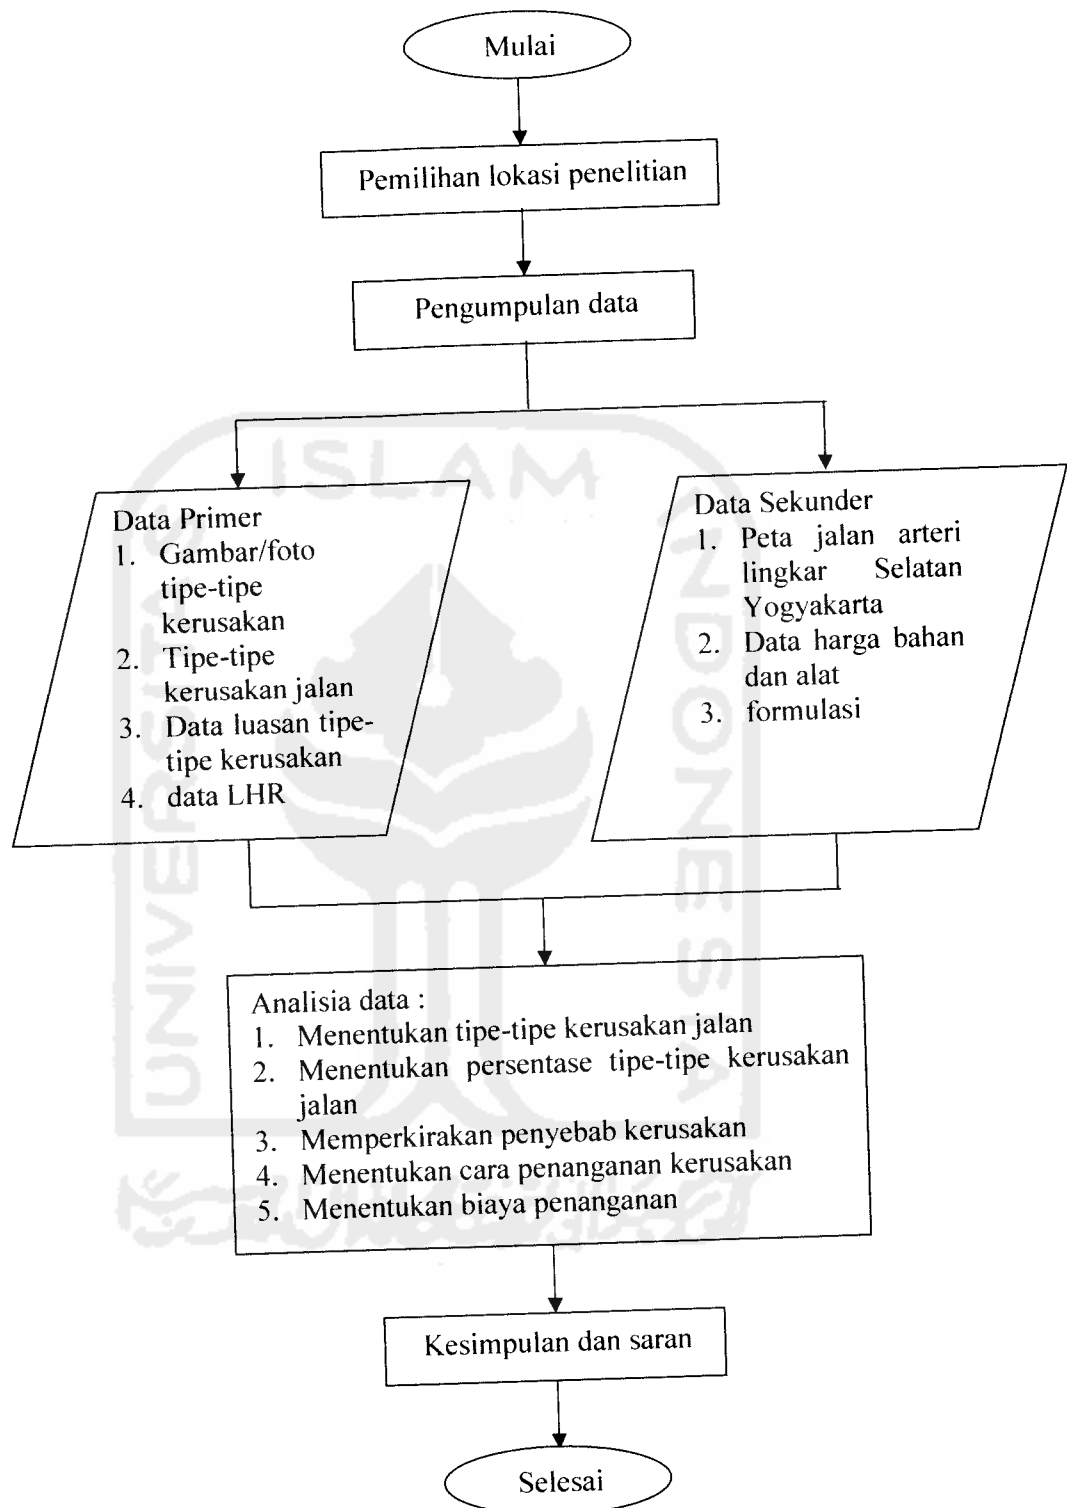 Mulai
Pemilihan lokasi penelitian
Pengumpulan data
Data Primer
1. Gambar/foto
tipe-tipe
kerusakan
2. Tipe-tipe
kerusakan jalan
3. Data luasan tipe-
tipe kerusakan
4. data LHR
Data Sekunder
1. Peta jalan arteri
lingkar Selatan
Yogyakarta
2. Data harga bahan
dan alat
3. formulasi
Analisia data :
1. Menentukan tipe-tipe kerusakan jalan
2. Menentukan persentase tipe-tipe kerusakan
jalan
3. Memperkirakan penyebab kerusakan
4. Menentukan cara penanganan kerusakan
5. Menentukan biaya penanganan
Kesimpulan dan saran
Selesai
UNIVERSITAS
ISLAM
INDONESIA